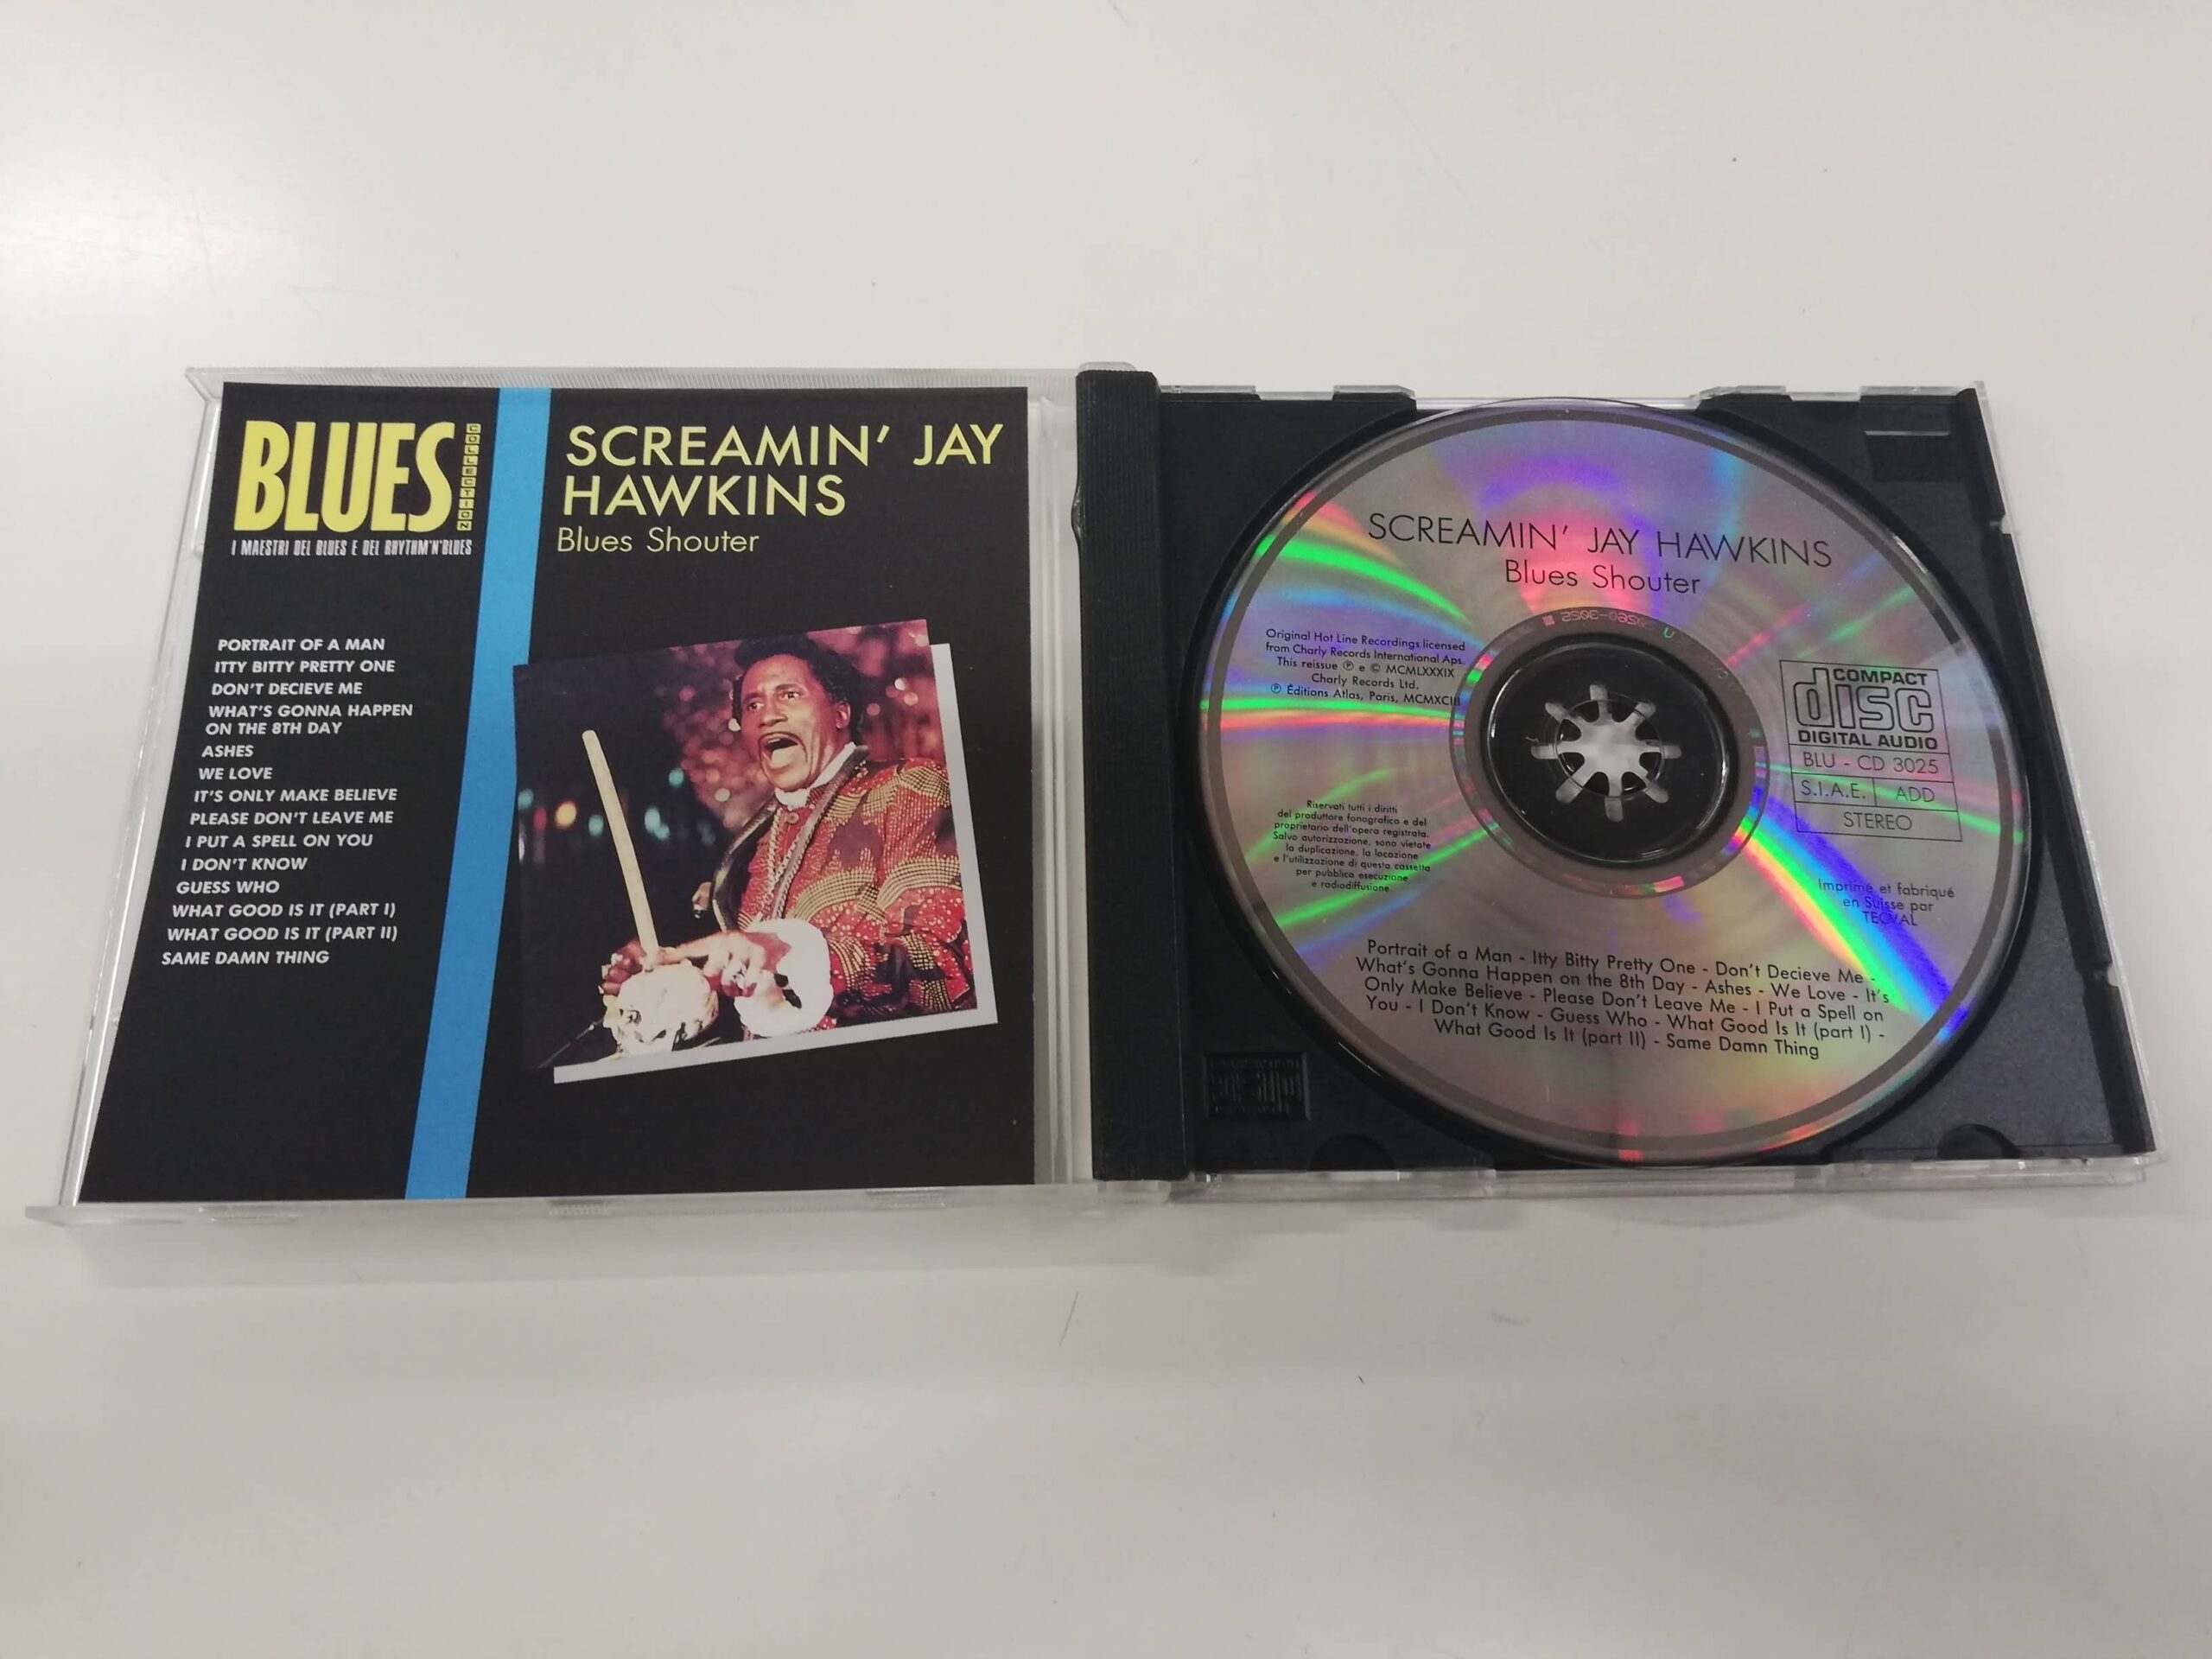 BLUES
COLLECTION
I MAESTRI DEL BLUES E DEL RHYTHM'N'BLUES
SCREAMIN' JAY
HAWKINS
Blues Shouter
PORTRAIT OF A MAN
ITTY BITTY PRETTY ONE
DON'T DECIEVE ME
WHAT'S GONNA HAPPEN
ON THE 8TH DAY
ASHES
WE LOVE
IT'S ONLY MAKE BELIEVE
PLEASE DON'T LEAVE ME
I PUT A SPELL ON YOU
I DON'T KNOW
GUESS WHO
WHAT GOOD IS IT (PART I)
WHAT GOOD IS IT (PART II)
SAME DAMN THING
SCREAMIN' JAY HAWKINS
Blues Shouter
Original Hot Line Recordings licensed
from Charly Records International Aps.
This reissue ℗ e © MCMLXXXIX
Charly Records Ltd.
℗ Éditions Atlas, Paris, MCMXCIII
COMPACT
disc
DIGITAL AUDIO
BLU - CD 3025
S.I.A.E. ADD
STEREO
Riservati tutti i diritti
del produttore fonografico e del
proprietario dell'opera registrata.
Salvo autorizzazione, sono vietate
la duplicazione, la locazione
e l'utilizzazione di questa cassetta
per pubblica esecuzione
e radiodiffusione
Imprimé et fabriqué
en Suisse par
TECVAL
Portrait of a Man - Itty Bitty Pretty One - Don't Decieve Me -
What's Gonna Happen on the 8th Day - Ashes - We Love - It's
Only Make Believe - Please Don't Leave Me - I Put a Spell on
You - I Don't Know - Guess Who - What Good Is It (part I) -
What Good Is It (part II) - Same Damn Thing